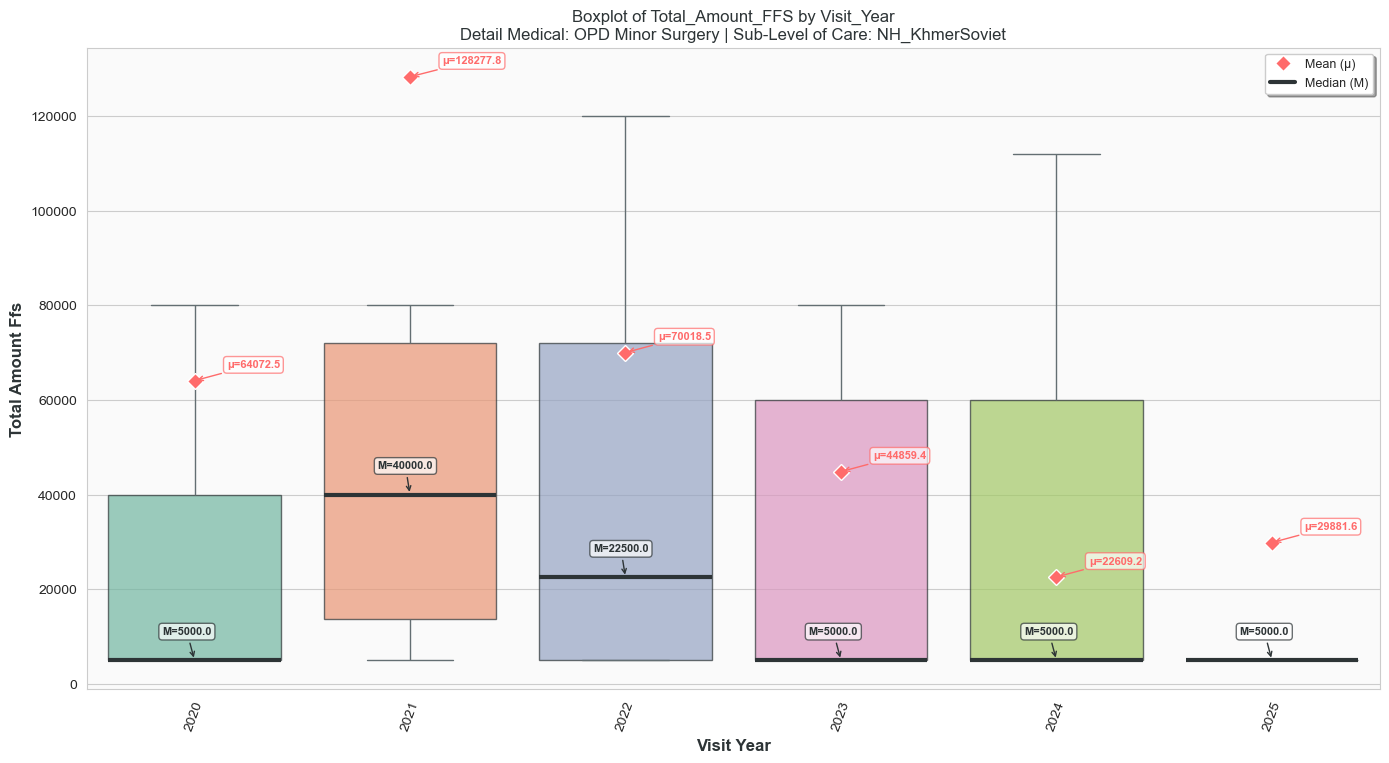 Boxplot of Total_Amount_FFS by Visit_Year
Detail Medical: OPD Minor Surgery | Sub-Level of Care: NH_KhmerSoviet
Mean (μ)
Median (M)
Total Amount Ffs
120000
100000
80000
60000
40000
20000
0
μ=64072.5
M=5000.0
μ=128277.8
M=40000.0
μ=70018.5
M=22500.0
μ=44859.4
M=5000.0
μ=22609.2
M=5000.0
μ=29881.6
M=5000.0
2020
2021
2022
2023
2024
2025
Visit Year